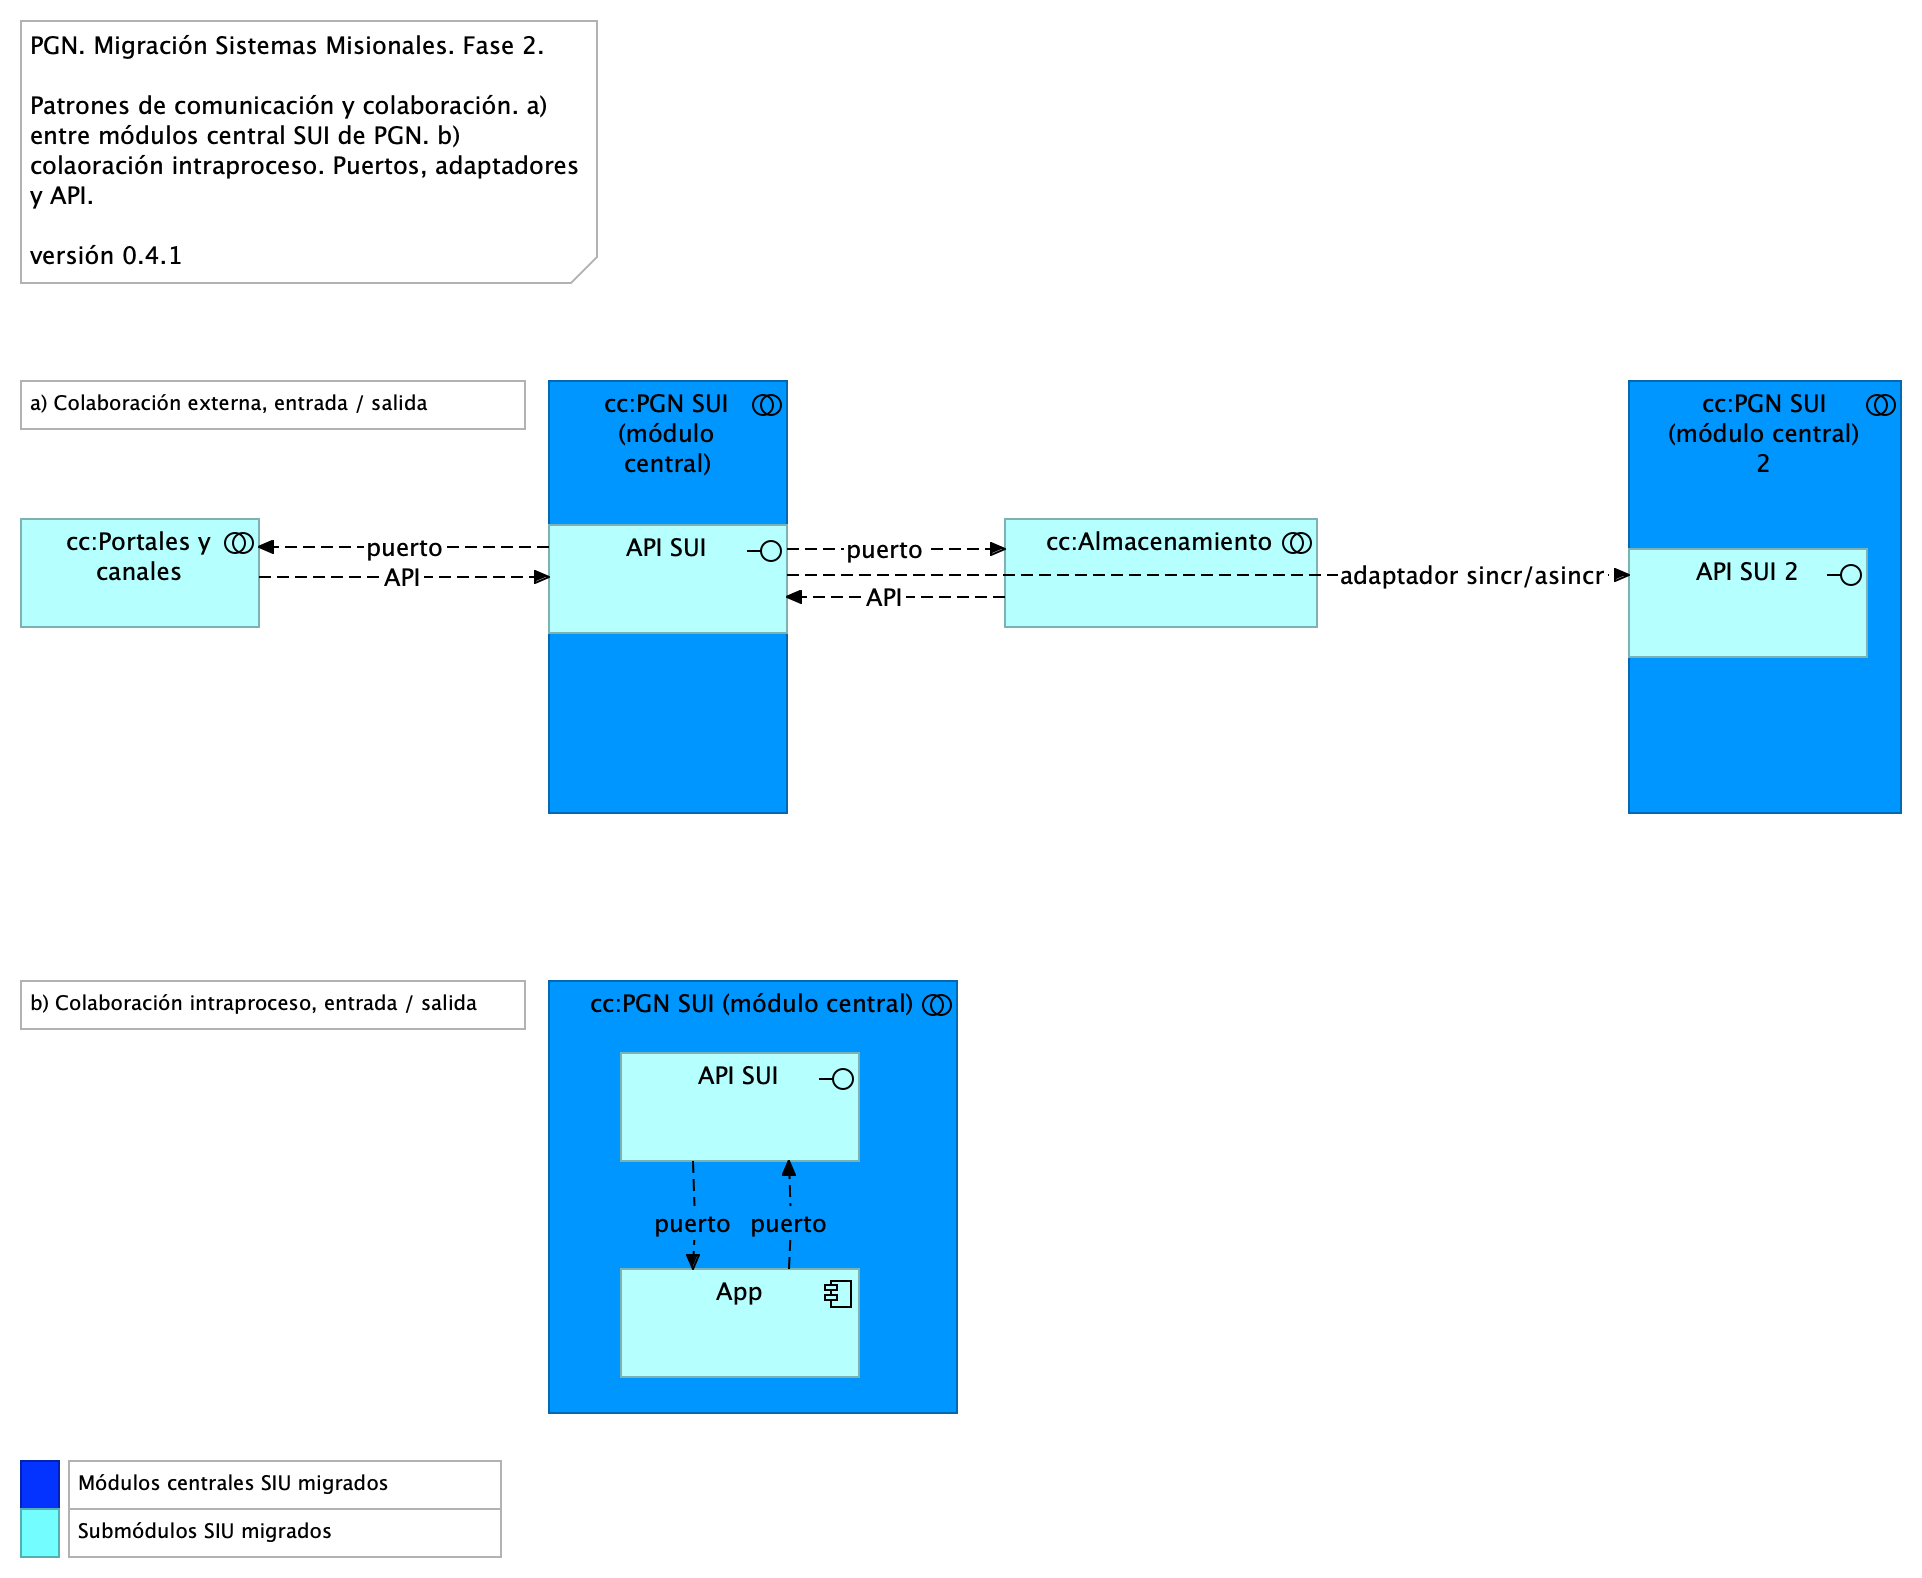 PGN. Migración Sistemas Misionales. Fase 2.
Patrones de comunicación y colaboración. a)
entre módulos central SUI de PGN. b)
colaoración intraproceso. Puertos, adaptadores
y API.
versión 0.4.1
a) Colaboración externa, entrada / salida
cc:PGN SUI
(módulo
central)
cc:PGN SUI
(módulo central)
2
cc:Portales y
canales
puerto
API
API SUI
puerto
API
cc:Almacenamiento
adaptador sincr/asincr
API SUI 2
b) Colaboración intraproceso, entrada / salida
cc:PGN SUI (módulo central)
API SUI
puerto
puerto
App
Módulos centrales SIU migrados
Submódulos SIU migrados